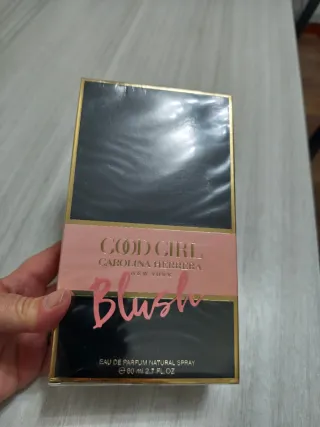 GOOD GIRL
CAROLINA HERRERA
NEW YORK
Blush
EAU DE PARFUM NATURAL SPRAY
℮ 80 ml 2.7 FL.OZ